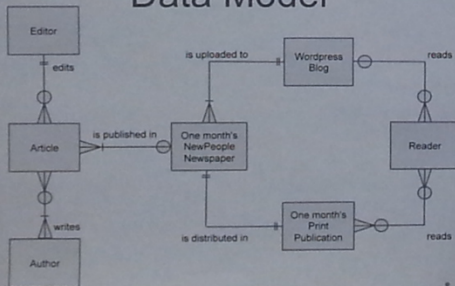 Data Model
Editor
edits
is uploaded to
Wordpress
Blog
reads
Article
is published in
One month's
NewPeople
Newspaper
Reader
writes
is distributed in
One month's
Print
Publication
reads
Author